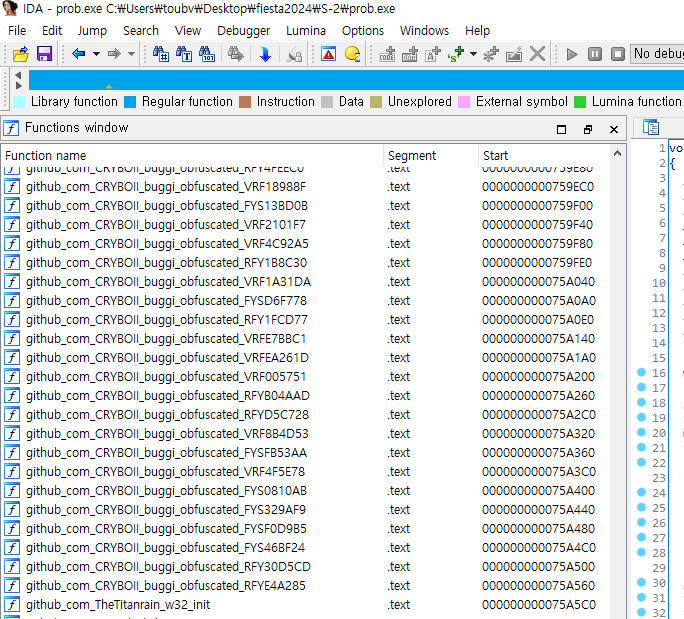 IDA - prob.exe C:₩Users₩toubv₩Desktop₩fiesta2024₩S-2₩prob.exe
File Edit Jump Search View Debugger Lumina Options Windows Help
No debug
Library function Regular function Instruction Data Unexplored External symbol Lumina function
Functions window
Function name Segment Start
github_com_CRYBOII_buggi_obfuscated_RFY4FEEC0 .text 0000000000759E80
github_com_CRYBOII_buggi_obfuscated_VRF18988F .text 0000000000759EC0
github_com_CRYBOII_buggi_obfuscated_FYS13BD0B .text 0000000000759F00
github_com_CRYBOII_buggi_obfuscated_VRF2101F7 .text 0000000000759F40
github_com_CRYBOII_buggi_obfuscated_VRF4C92A5 .text 0000000000759F80
github_com_CRYBOII_buggi_obfuscated_RFY1B8C30 .text 0000000000759FE0
github_com_CRYBOII_buggi_obfuscated_VRF1A31DA .text 000000000075A040
github_com_CRYBOII_buggi_obfuscated_FYSD6F778 .text 000000000075A0A0
github_com_CRYBOII_buggi_obfuscated_RFY1FCD77 .text 000000000075A0E0
github_com_CRYBOII_buggi_obfuscated_VRFE7BBC1 .text 000000000075A140
github_com_CRYBOII_buggi_obfuscated_VRFEA261D .text 000000000075A1A0
github_com_CRYBOII_buggi_obfuscated_VRF005751 .text 000000000075A200
github_com_CRYBOII_buggi_obfuscated_RFYB04AAD .text 000000000075A260
github_com_CRYBOII_buggi_obfuscated_RFYD5C728 .text 000000000075A2C0
github_com_CRYBOII_buggi_obfuscated_VRF8B4D53 .text 000000000075A320
github_com_CRYBOII_buggi_obfuscated_FYSFB53AA .text 000000000075A360
github_com_CRYBOII_buggi_obfuscated_VRF4F5E78 .text 000000000075A3C0
github_com_CRYBOII_buggi_obfuscated_FYS0810AB .text 000000000075A400
github_com_CRYBOII_buggi_obfuscated_FYS329AF9 .text 000000000075A440
github_com_CRYBOII_buggi_obfuscated_FYSF0D9B5 .text 000000000075A480
github_com_CRYBOII_buggi_obfuscated_FYS46BF24 .text 000000000075A4C0
github_com_CRYBOII_buggi_obfuscated_RFY30D5CD .text 000000000075A500
github_com_CRYBOII_buggi_obfuscated_RFYE4A285 .text 000000000075A560
github_com_TheTitanrain_w32_init .text 000000000075A5C0
1 vo
2 {
3
4
5
6
7
8
9
10
11
12
13
14
15
16
17
18
19
20
21
22
23
24
25
26
27
28
29
30
31
32